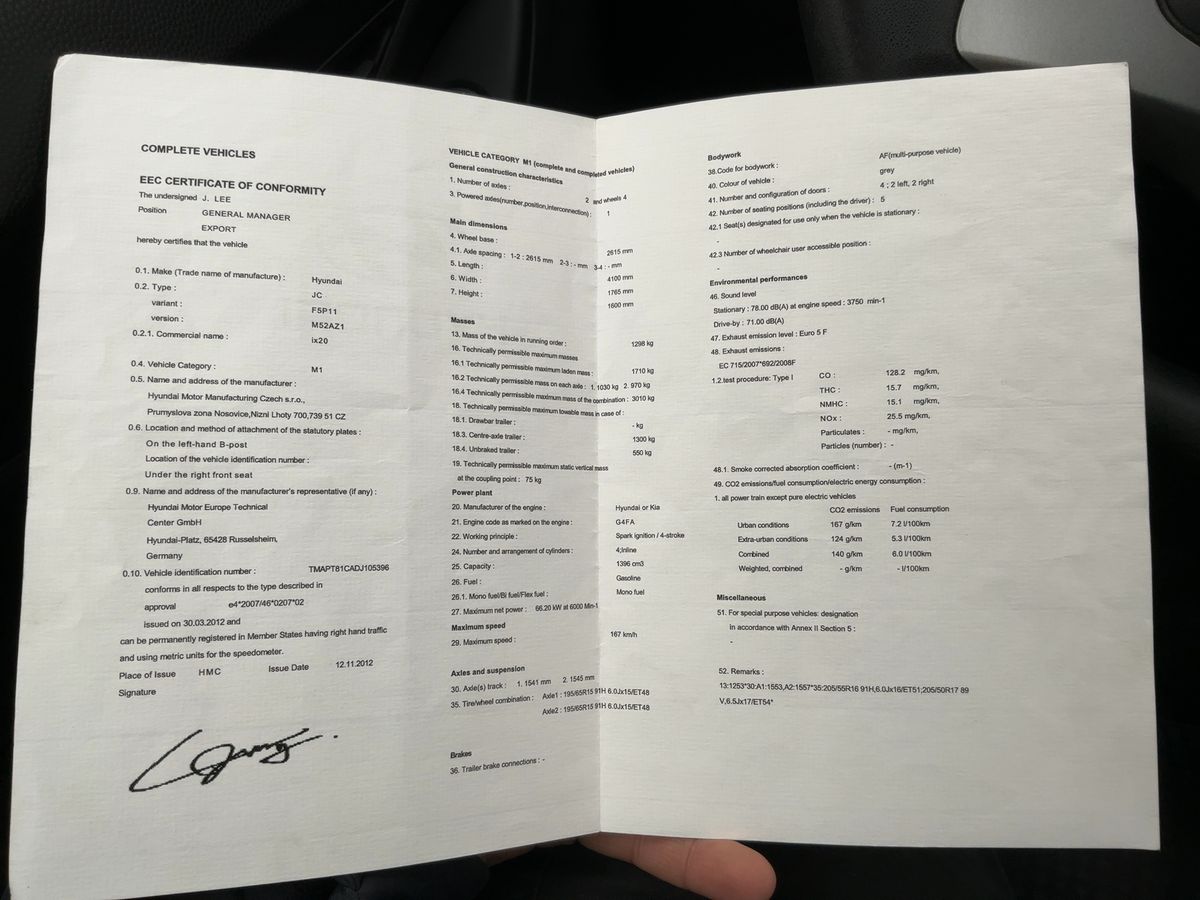 COMPLETE VEHICLES
EEC CERTIFICATE OF CONFORMITY
The undersigned J. LEE
Position GENERAL MANAGER
EXPORT
hereby certifies that the vehicle
0.1. Make (Trade name of manufacture) : Hyundai
0.2. Type : JC
variant : F5P11
version : M52AZ1
0.2.1. Commercial name : ix20
0.4. Vehicle Category : M1
0.5. Name and address of the manufacturer :
Hyundai Motor Manufacturing Czech s.r.o.,
Prumyslova zona Nosovice,Nizni Lhoty 700,739 51 CZ
0.6. Location and method of attachment of the statutory plates :
On the left-hand B-post
Location of the vehicle identification number :
Under the right front seat
0.9. Name and address of the manufacturer's representative (if any) :
Hyundai Motor Europe Technical
Center GmbH
Hyundai-Platz, 65428 Russelsheim,
Germany
0.10. Vehicle identification number : TMAPT81CADJ105396
conforms in all respects to the type described in
approval e4*2007/46*0207*02
issued on 30.03.2012 and
can be permanently registered in Member States having right hand traffic
and using metric units for the speedometer.
Place of Issue HMC Issue Date 12.11.2012
Signature
VEHICLE CATEGORY M1 (complete and completed vehicles)
General construction characteristics
1. Number of axles : 2 and wheels 4
3. Powered axles(number,position,interconnection) : 1
Main dimensions
4. Wheel base : 2615 mm
4.1. Axle spacing : 1-2 : 2615 mm 2-3 : - mm 3-4 : - mm
5. Length : 4100 mm
6. Width : 1765 mm
7. Height : 1600 mm
Masses
13. Mass of the vehicle in running order : 1298 kg
16. Technically permissible maximum masses
16.1 Technically permissible maximum laden mass : 1710 kg
16.2 Technically permissible mass on each axle : 1. 1030 kg 2. 970 kg
16.4 Technically permissible maximum mass of the combination : 3010 kg
18. Technically permissible maximum towable mass in case of :
18.1. Drawbar trailer : - kg
18.3. Centre-axle trailer : 1300 kg
18.4. Unbraked trailer : 550 kg
19. Technically permissible maximum static vertical mass
at the coupling point : 75 kg
Power plant
20. Manufacturer of the engine : Hyundai or Kia
21. Engine code as marked on the engine : G4FA
22. Working principle : Spark ignition / 4-stroke
24. Number and arrangement of cylinders : 4;Inline
25. Capacity : 1396 cm3
26. Fuel : Gasoline
26.1. Mono fuel/Bi fuel/Flex fuel : Mono fuel
27. Maximum net power : 66.20 kW at 6000 Min-1
Maximum speed
29. Maximum speed : 167 km/h
Axles and suspension
30. Axle(s) track : 1. 1541 mm 2. 1545 mm
35. Tire/wheel combination : Axle1 : 195/65R15 91H 6.0Jx15/ET48
Axle2 : 195/65R15 91H 6.0Jx15/ET48
Brakes
36. Trailer brake connections : -
Bodywork
38.Code for bodywork : AF(multi-purpose vehicle)
40. Colour of vehicle : grey
41. Number and configuration of doors : 4 ; 2 left, 2 right
42. Number of seating positions (including the driver) : 5
42.1 Seat(s) designated for use only when the vehicle is stationary :
-
42.3 Number of wheelchair user accessible position :
-
Environmental performances
46. Sound level
Stationary : 78.00 dB(A) at engine speed : 3750 min-1
Drive-by : 71.00 dB(A)
47. Exhaust emission level : Euro 5 F
48. Exhaust emissions :
EC 715/2007*692/2008F
1.2.test procedure: Type I CO : 128.2 mg/km,
THC : 15.7 mg/km,
NMHC : 15.1 mg/km,
NOx : 25.5 mg/km,
Particulates : - mg/km,
Particles (number) : -
48.1. Smoke corrected absorption coefficient : - (m-1)
49. CO2 emissions/fuel consumption/electric energy consumption :
1. all power train except pure electric vehicles
CO2 emissions Fuel consumption
Urban conditions 167 g/km 7.2 l/100km
Extra-urban conditions 124 g/km 5.3 l/100km
Combined 140 g/km 6.0 l/100km
Weighted, combined - g/km - l/100km
Miscellaneous
51. For special purpose vehicles: designation
in accordance with Annex II Section 5 :
-
52. Remarks :
13:1253*30:A1:1553,A2:1557*35:205/55R16 91H,6.0Jx16/ET51;205/50R17 89
V,6.5Jx17/ET54*